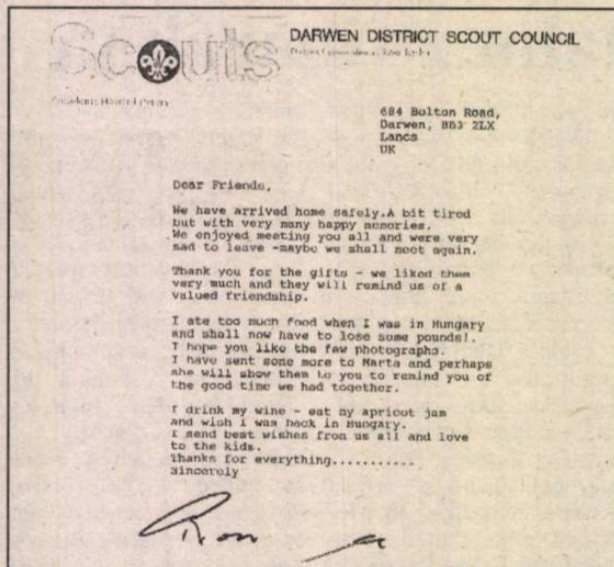 Scouts
DARWEN DISTRICT SCOUT COUNCIL
684 Bolton Road,
Darwen, BB3 2LX
Lancs
UK
Dear Friends,
We have arrived home safely.A bit tired
but with very many happy memories.
We enjoyed meeting you all and were very
sad to leave -maybe we shall meet again.
Thank you for the gifts - we liked them
very much and they will remind us of a
valued friendship.
I ate too much food when I was in Hungary
and shall now have to lose some pounds!.
I hope you like the few photographs.
I have sent some more to Marta and perhaps
she will show them to you to remind you of
the good time we had together.
I drink my wine - eat my apricot jam
and wish I was back in Hungary.
I send best wishes from us all and love
to the kids.
Thanks for everything...........
Sincerely
Ron